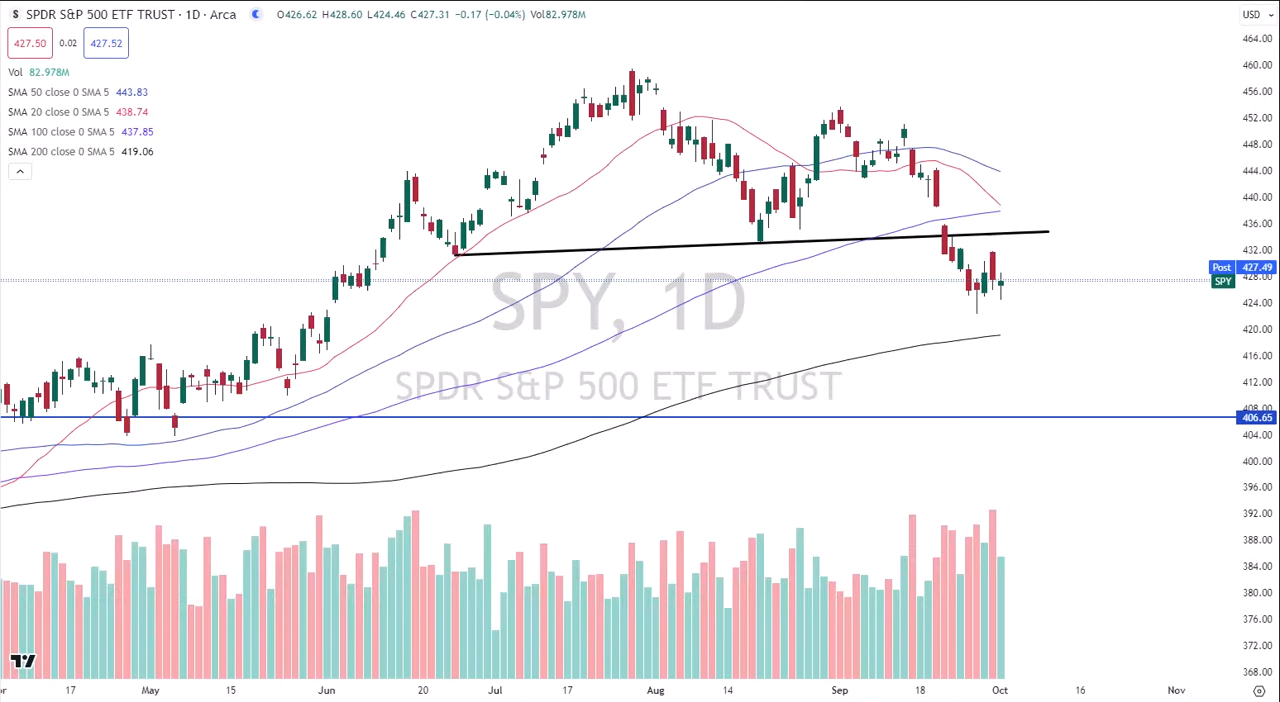 S SPDR S&P 500 ETF TRUST · 1D · Arca O426.62 H428.60 L424.46 C427.31 −0.17 (−0.04%) Vol82.978M USD
427.50 0.02 427.52
Vol 82.978M
SMA 50 close 0 SMA 5 443.83
SMA 20 close 0 SMA 5 438.74
SMA 100 close 0 SMA 5 437.85
SMA 200 close 0 SMA 5 419.06
SPY, 1D
SPDR S&P 500 ETF TRUST
464.00
460.00
456.00
452.00
448.00
444.00
440.00
436.00
432.00
Post 427.49
428.00
SPY
424.00
420.00
416.00
412.00
408.00
406.65
404.00
400.00
396.00
392.00
388.00
384.00
380.00
376.00
372.00
368.00
17 May 15 Jun 20 Jul 17 Aug 14 Sep 18 Oct 16 Nov